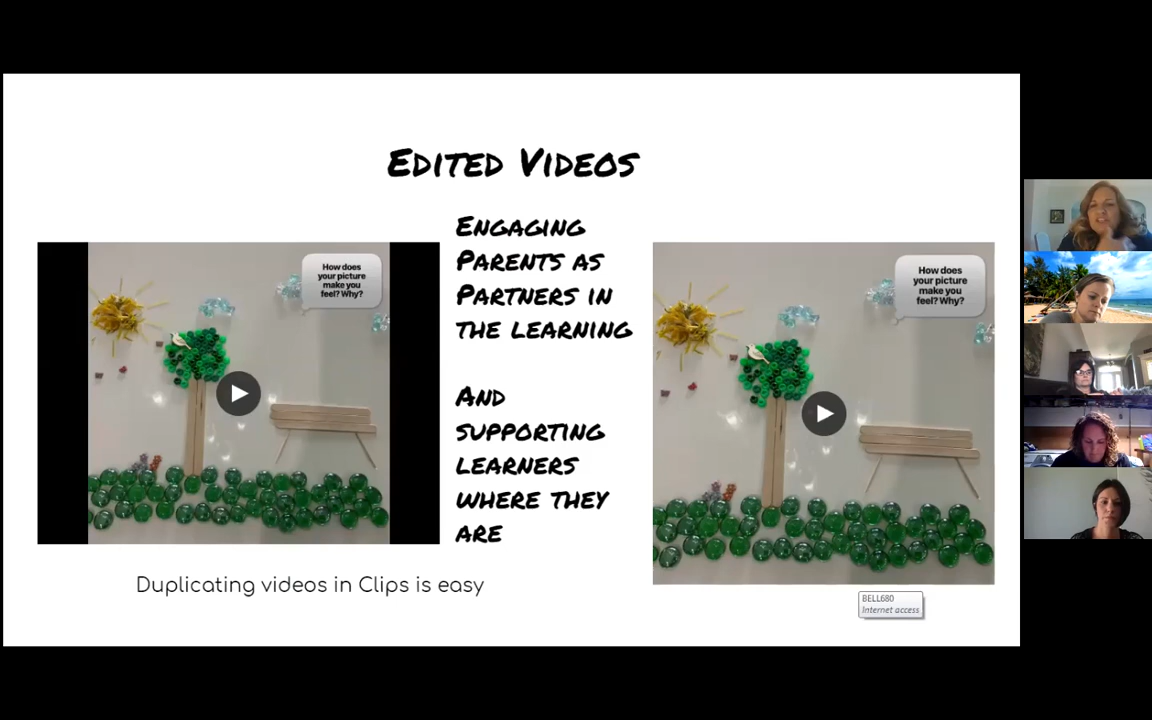 Edited Videos
Engaging
Parents as
Partners in
the learning
And
supporting
learners
where they
are
How does
your picture
make you
feel? Why?
How does
your picture
make you
feel? Why?
Duplicating videos in Clips is easy
BELL680
Internet access